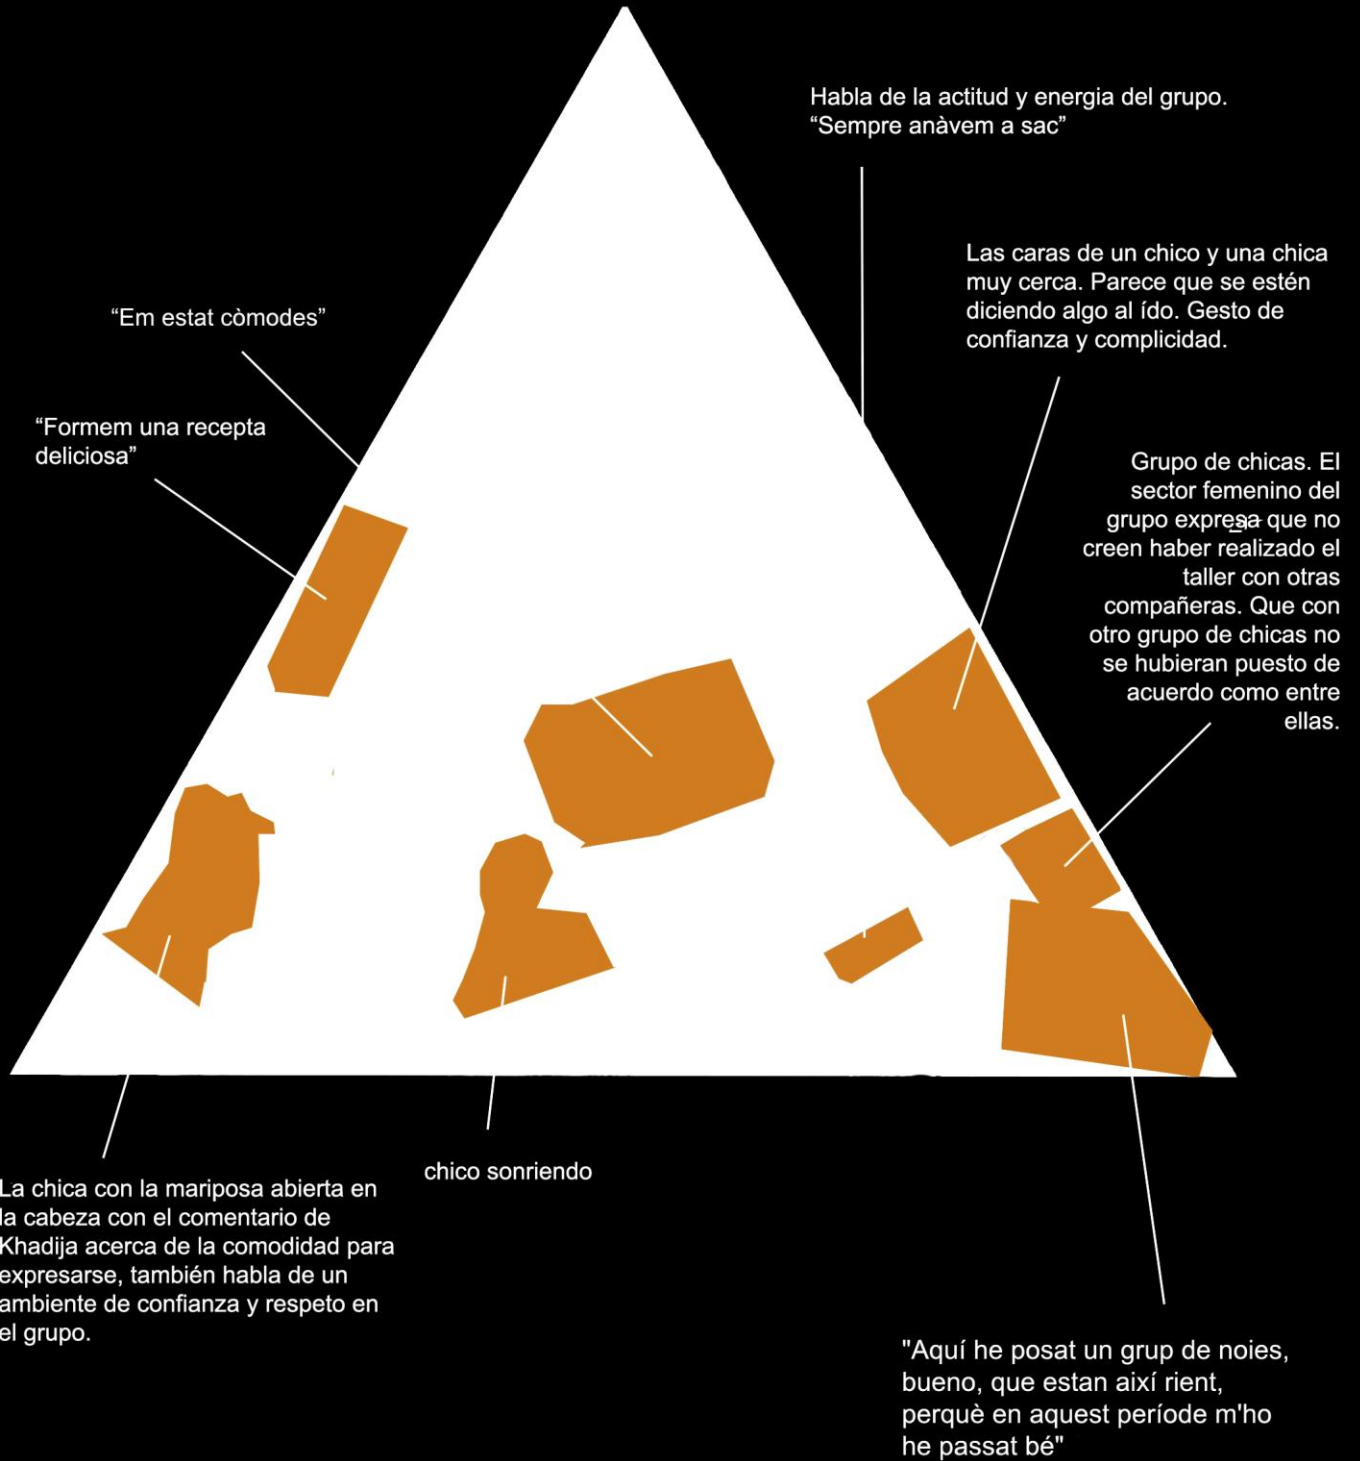 Habla de la actitud y energia del grupo.
“Sempre anàvem a sac”
Las caras de un chico y una chica
muy cerca. Parece que se estén
diciendo algo al ído. Gesto de
confianza y complicidad.
“Em estat còmodes”
“Formem una recepta
deliciosa”
Grupo de chicas. El
sector femenino del
grupo expresa que no
creen haber realizado el
taller con otras
compañeras. Que con
otro grupo de chicas no
se hubieran puesto de
acuerdo como entre
ellas.
La chica con la mariposa abierta en
la cabeza con el comentario de
Khadija acerca de la comodidad para
expresarse, también habla de un
ambiente de confianza y respeto en
el grupo.
chico sonriendo
"Aquí he posat un grup de noies,
bueno, que estan així rient,
perquè en aquest període m'ho
he passat bé"